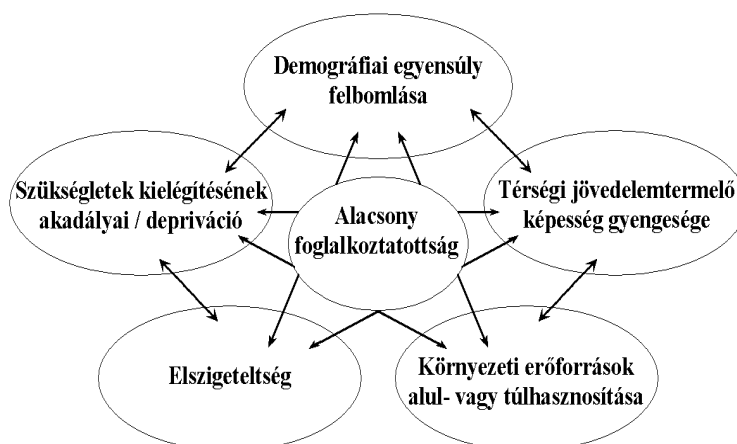 Demográfiai egyensúly
felbomlása
Szükségletek kielégítésének
akadályai / depriváció
Alacsony
foglalkoztatottság
Térségi jövedelemtermelő
képesség gyengesége
Elszigeteltség
Környezeti erőforrások
alul- vagy túlhasznosítása